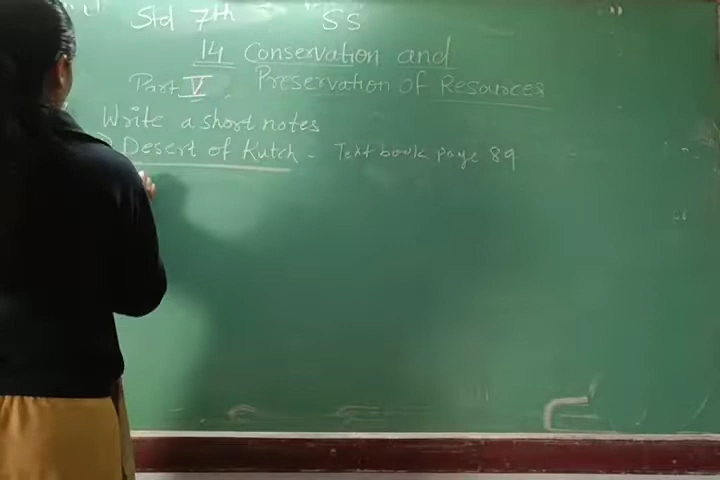 Std 7th SS
14 Conservation and
Part V. Preservation of Resources
Write a short notes
Desert of Kutch - Text book page 89